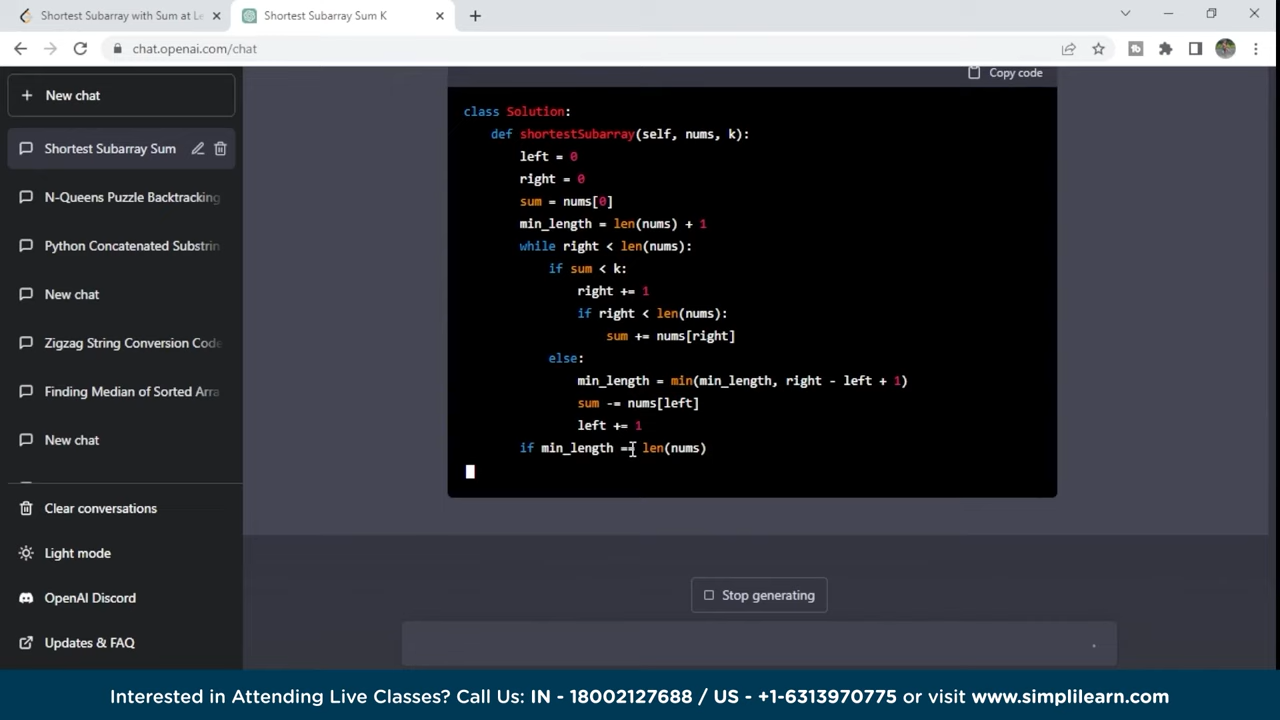 Shortest Subarray with Sum at Le
Shortest Subarray Sum K
chat.openai.com/chat
New chat
Shortest Subarray Sum
N-Queens Puzzle Backtracking
Python Concatenated Substrin
New chat
Zigzag String Conversion Code
Finding Median of Sorted Arra
New chat
Clear conversations
Light mode
OpenAI Discord
Updates & FAQ
Copy code
class Solution:
def shortestSubarray(self, nums, k):
left = 0
right = 0
sum = nums[0]
min_length = len(nums) + 1
while right < len(nums):
if sum < k:
right += 1
if right < len(nums):
sum += nums[right]
else:
min_length = min(min_length, right - left + 1)
sum -= nums[left]
left += 1
if min_length == len(nums)
Stop generating
Interested in Attending Live Classes? Call Us: IN - 18002127688 / US - +1-6313970775 or visit www.simplilearn.com